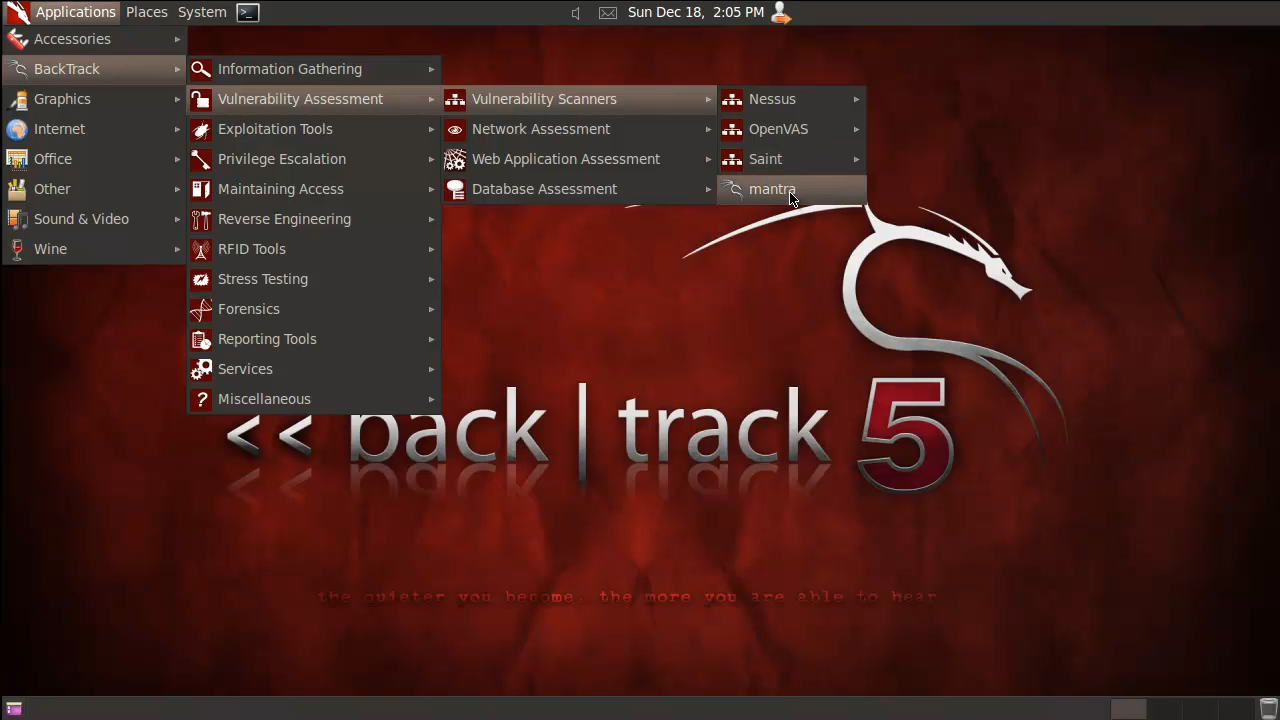 Applications Places System Sun Dec 18, 2:05 PM
Accessories
BackTrack
Graphics
Internet
Office
Other
Sound & Video
Wine
Information Gathering
Vulnerability Assessment
Exploitation Tools
Privilege Escalation
Maintaining Access
Reverse Engineering
RFID Tools
Stress Testing
Forensics
Reporting Tools
Services
Miscellaneous
Vulnerability Scanners
Network Assessment
Web Application Assessment
Database Assessment
Nessus
OpenVAS
Saint
mantra
<< back | track 5
the quieter you become, the more you are able to hear